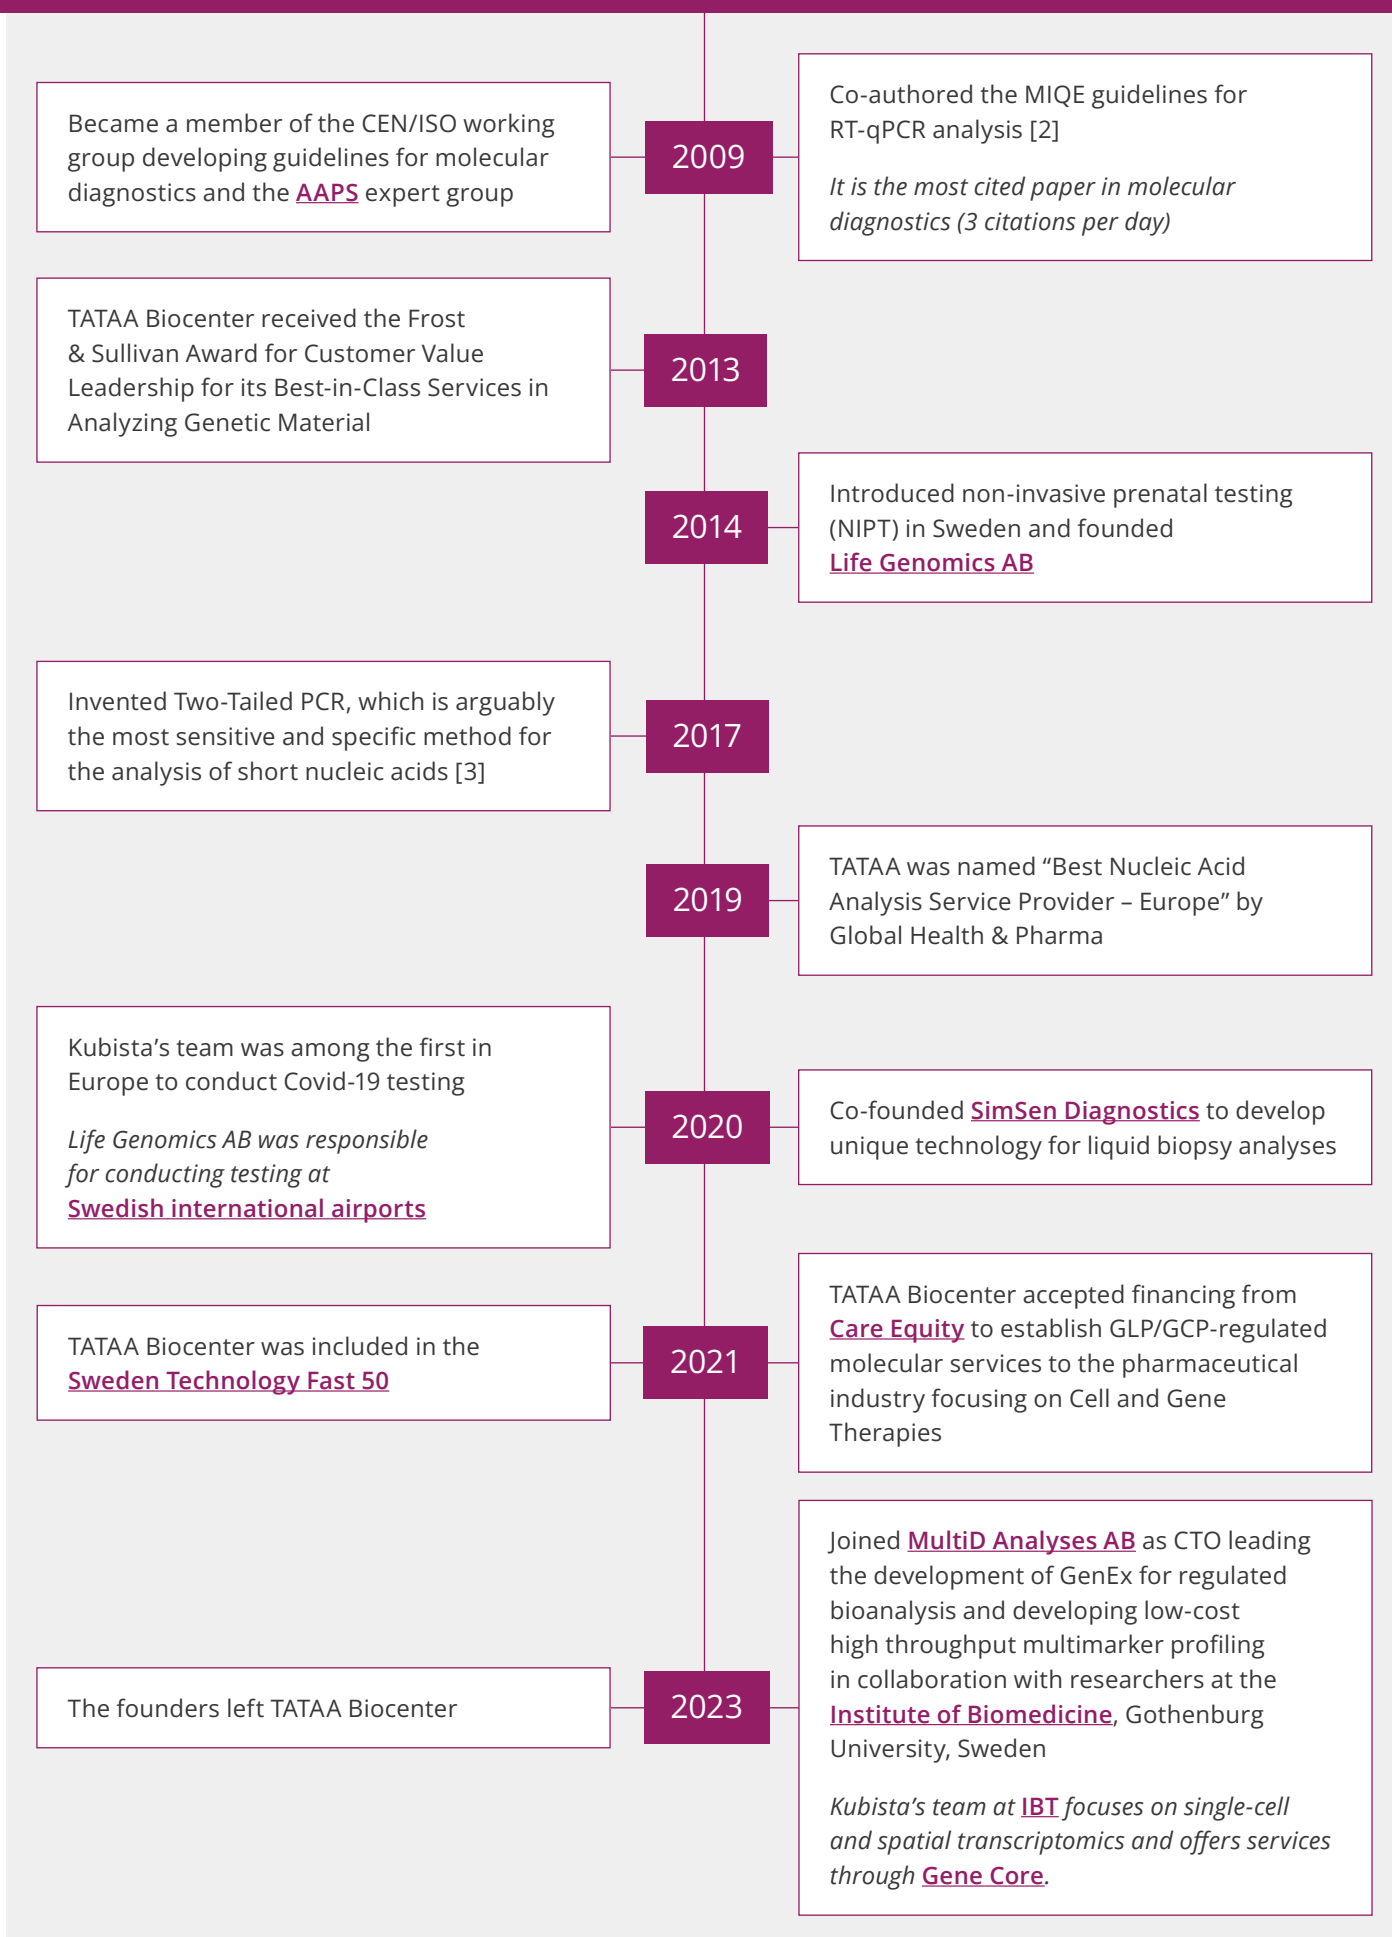 Became a member of the CEN/ISO working
group developing guidelines for molecular
diagnostics and the AAPS expert group
2009
Co-authored the MIQE guidelines for
RT-qPCR analysis [2]
It is the most cited paper in molecular
diagnostics (3 citations per day)
TATAA Biocenter received the Frost
& Sullivan Award for Customer Value
Leadership for its Best-in-Class Services in
Analyzing Genetic Material
2013
2014
Introduced non-invasive prenatal testing
(NIPT) in Sweden and founded
Life Genomics AB
Invented Two-Tailed PCR, which is arguably
the most sensitive and specific method for
the analysis of short nucleic acids [3]
2017
2019
TATAA was named “Best Nucleic Acid
Analysis Service Provider – Europe” by
Global Health & Pharma
Kubista’s team was among the first in
Europe to conduct Covid-19 testing
Life Genomics AB was responsible
for conducting testing at
Swedish international airports
2020
Co-founded SimSen Diagnostics to develop
unique technology for liquid biopsy analyses
TATAA Biocenter was included in the
Sweden Technology Fast 50
2021
TATAA Biocenter accepted financing from
Care Equity to establish GLP/GCP-regulated
molecular services to the pharmaceutical
industry focusing on Cell and Gene
Therapies
The founders left TATAA Biocenter
2023
Joined MultiD Analyses AB as CTO leading
the development of GenEx for regulated
bioanalysis and developing low-cost
high throughput multimarker profiling
in collaboration with researchers at the
Institute of Biomedicine, Gothenburg
University, Sweden
Kubista’s team at IBT focuses on single-cell
and spatial transcriptomics and offers services
through Gene Core.